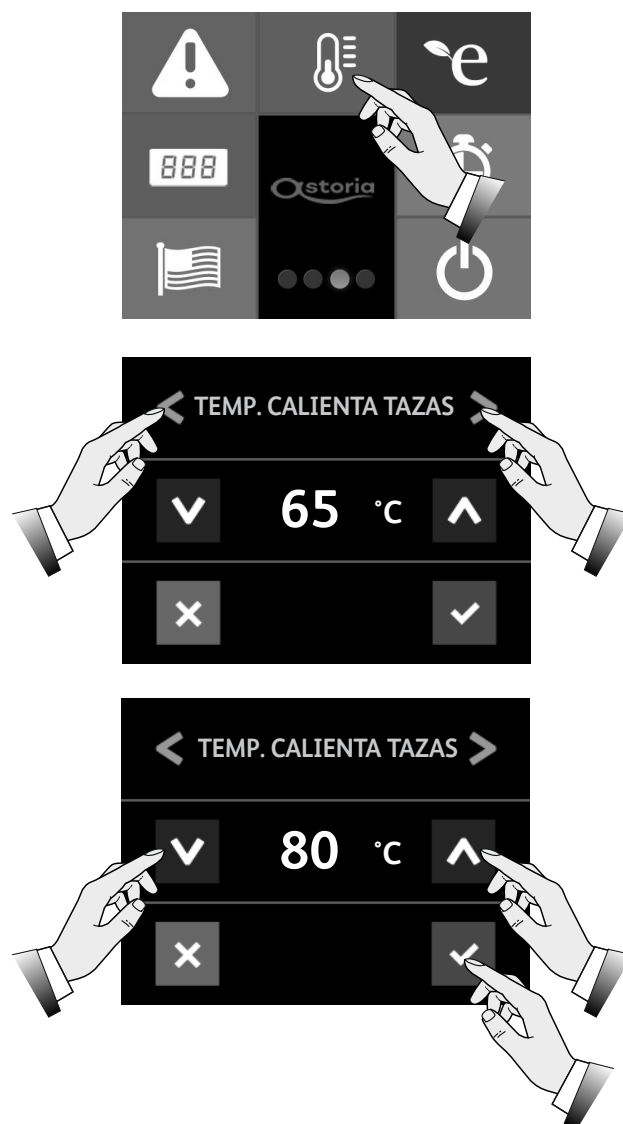 e
888
astoria
< TEMP. CALIENTA TAZAS >
65 °C
< TEMP. CALIENTA TAZAS >
80 °C